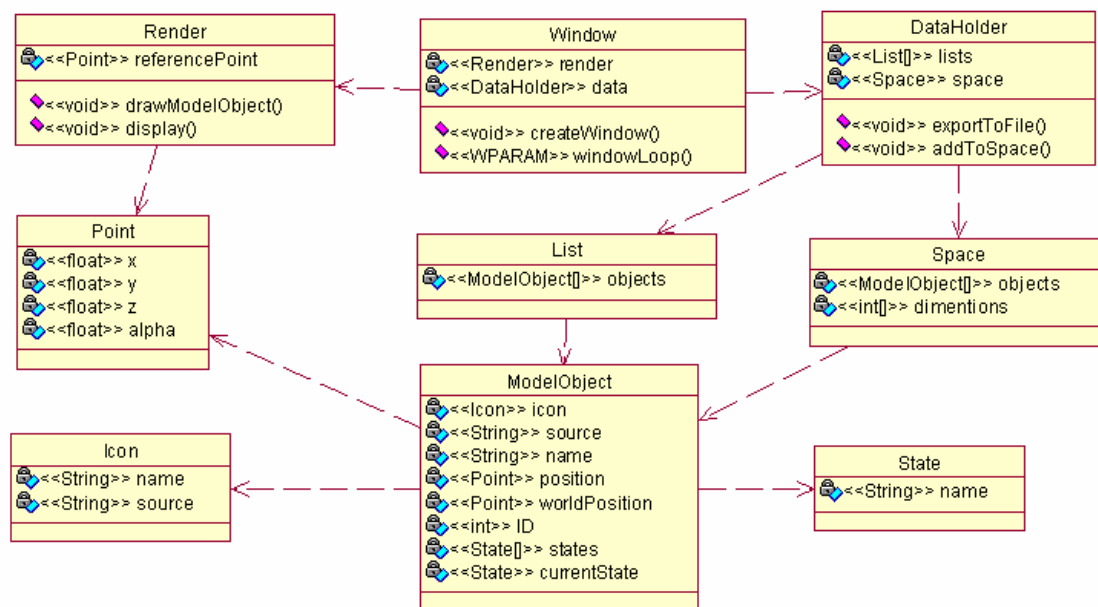 Render
<<Point>> referencePoint
<<void>> drawModelObject()
<<void>> display()
Window
<<Render>> render
<<DataHolder>> data
<<void>> createWindow()
<<WPARAM>> windowLoop()
DataHolder
<<List[]>> lists
<<Space>> space
<<void>> exportToFile()
<<void>> addToSpace()
Point
<<float>> x
<<float>> y
<<float>> z
<<float>> alpha
List
<<ModelObject[]>> objects
Space
<<ModelObject[]>> objects
<<int[]>> dimentions
Icon
<<String>> name
<<String>> source
ModelObject
<<Icon>> icon
<<String>> source
<<String>> name
<<Point>> position
<<Point>> worldPosition
<<int>> ID
<<State[]>> states
<<State>> currentState
State
<<String>> name